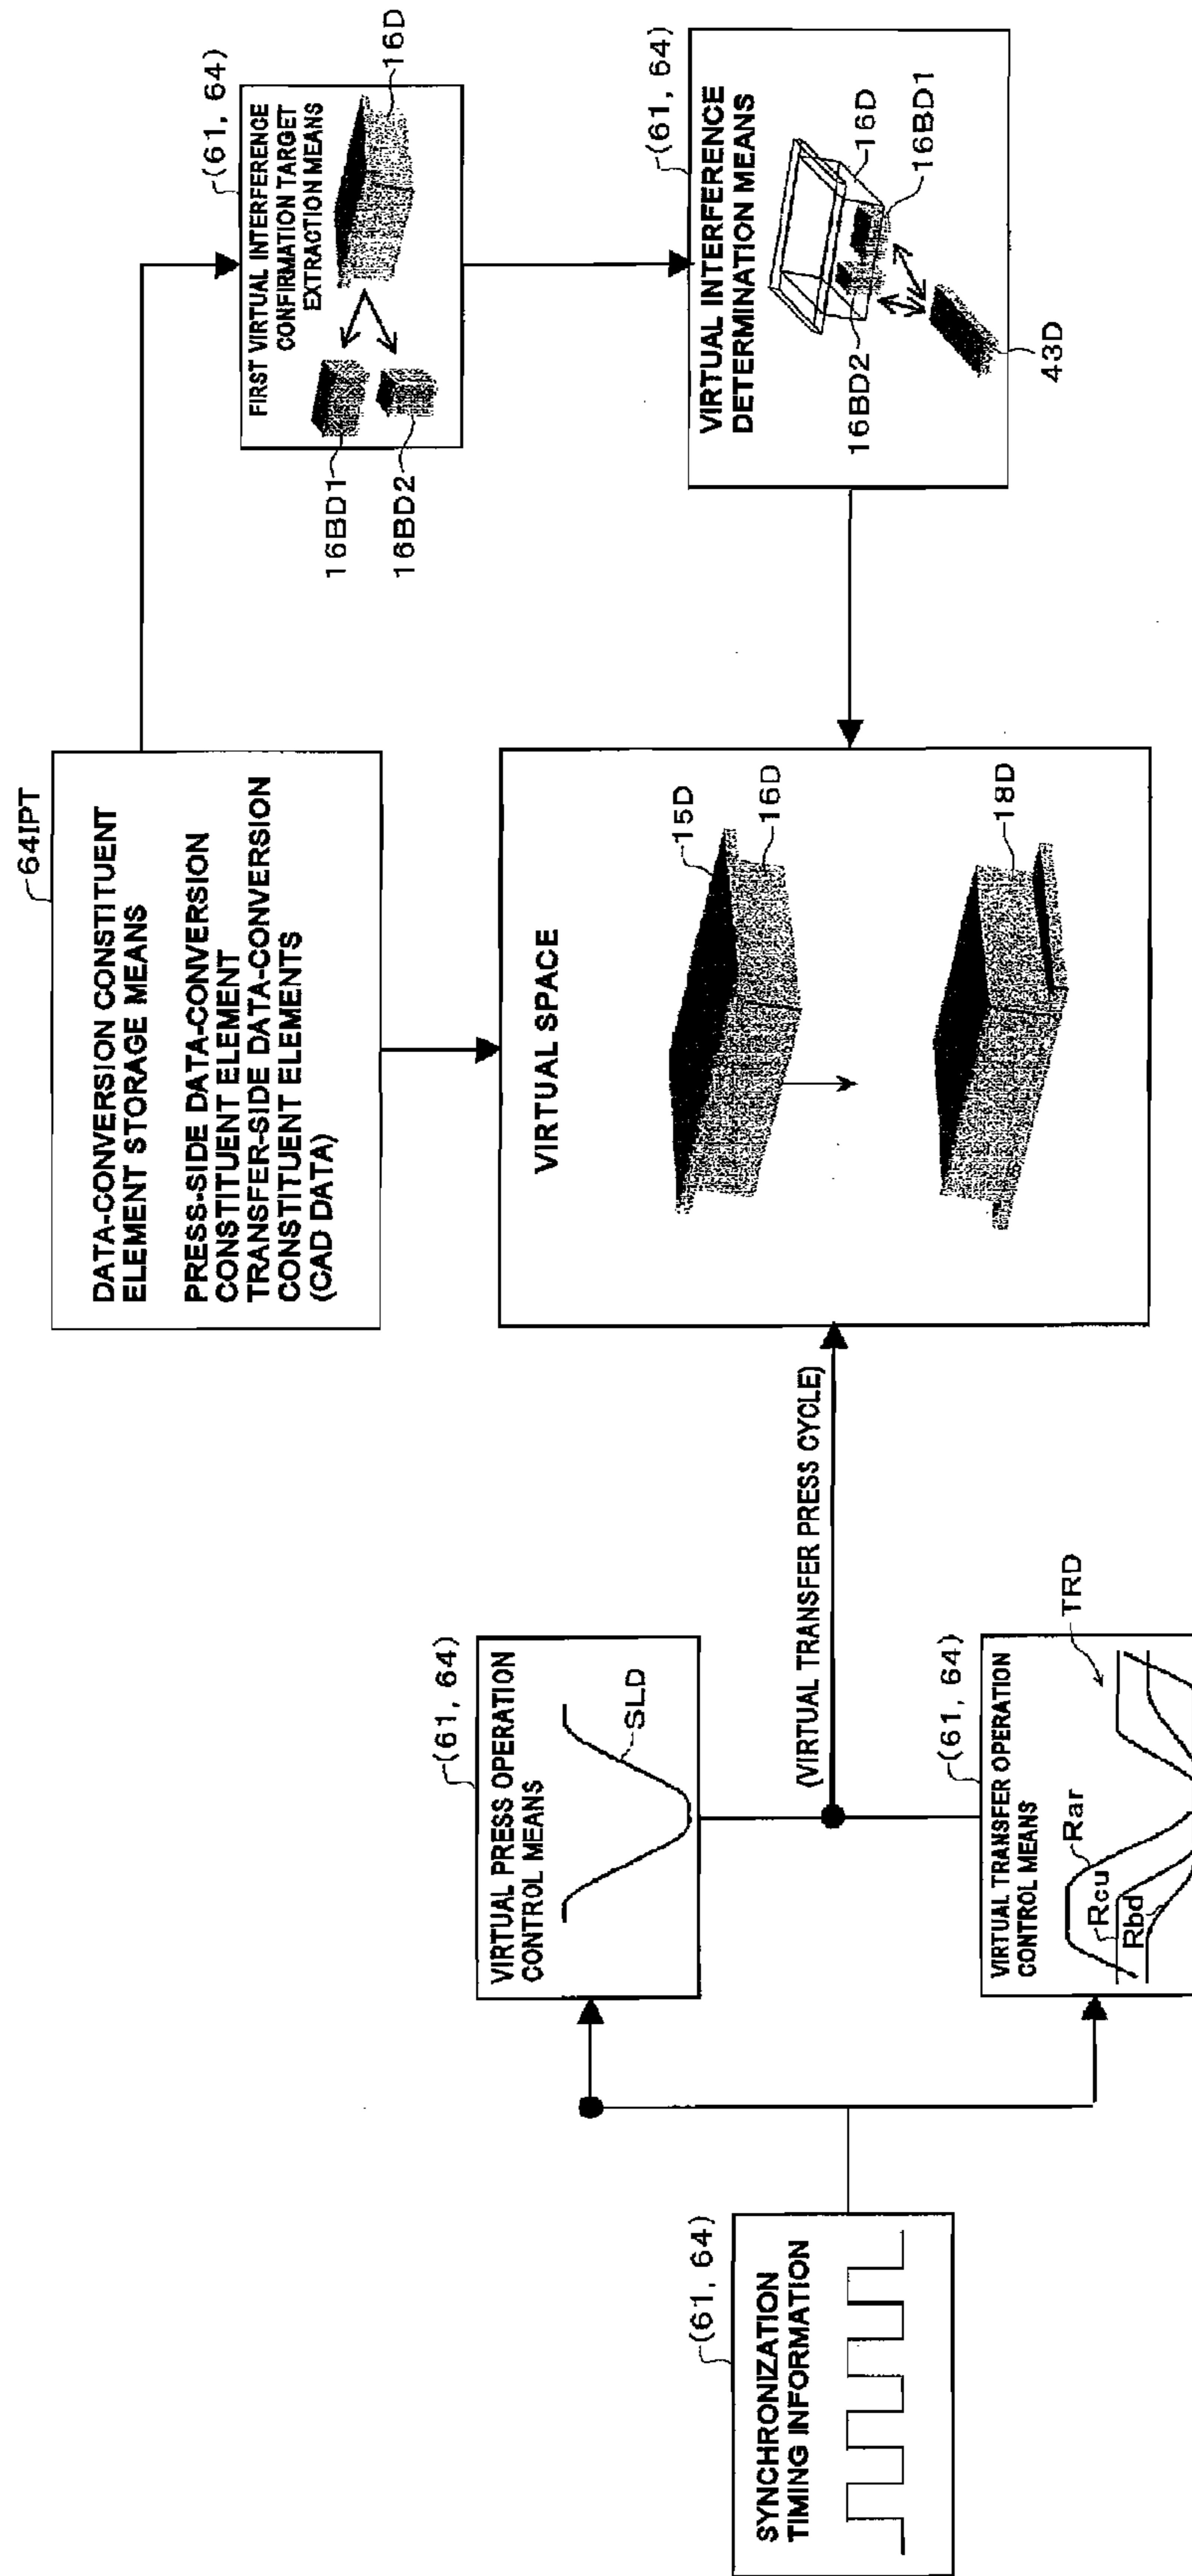 64IPT
DATA-CONVERSION CONSTITUENT
ELEMENT STORAGE MEANS
PRESS-SIDE DATA-CONVERSION
CONSTITUENT ELEMENT
TRANSFER-SIDE DATA-CONVERSION
CONSTITUENT ELEMENTS
(CAD DATA)
(61, 64)
FIRST VIRTUAL INTERFERENCE
CONFIRMATION TARGET
EXTRACTION MEANS
16D
16BD1
16BD2
(61, 64)
VIRTUAL INTERFERENCE
DETERMINATION MEANS
16D
16BD1
16BD2
43D
VIRTUAL SPACE
15D
16D
18D
(VIRTUAL TRANSFER PRESS CYCLE)
(61, 64)
VIRTUAL PRESS OPERATION
CONTROL MEANS
SLD
(61, 64)
TRD
VIRTUAL TRANSFER OPERATION
CONTROL MEANS
Rar
Rcu
Rbd
(61, 64)
SYNCHRONIZATION
TIMING INFORMATION